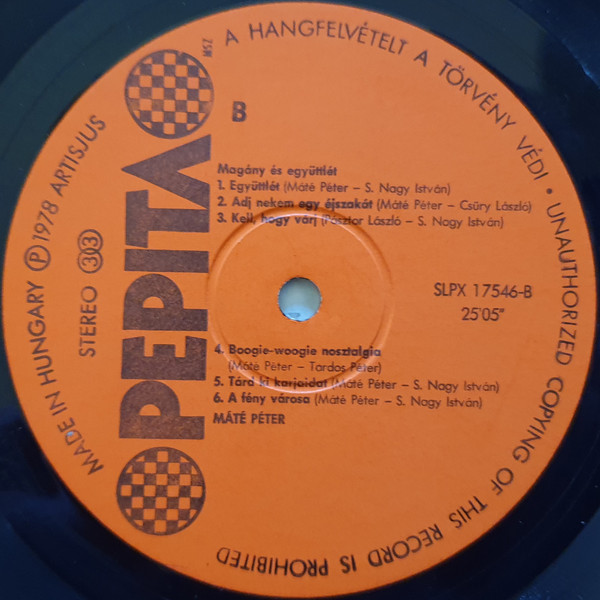 A HANGFELVÉTELT A TÖRVÉNY VÉDI • UNAUTHORIZED COPYING OF THIS RECORD IS PROHIBITED
MADE IN HUNGARY Ⓟ 1978 ARTISJUS
STEREO 33
PEPITA
MSZ
B
Magány és együttlét
1. Együttlét (Máté Péter – S. Nagy István)
2. Adj nekem egy éjszakát (Máté Péter – Csűry László)
3. Kell, hogy várj (Pásztor László – S. Nagy István)
SLPX 17546-B
25'05"
4. Boogie-woogie nosztalgia
(Máté Péter – Tardos Péter)
5. Tárd ki karjaidat (Máté Péter – S. Nagy István)
6. A fény városa (Máté Péter – S. Nagy István)
MÁTÉ PÉTER